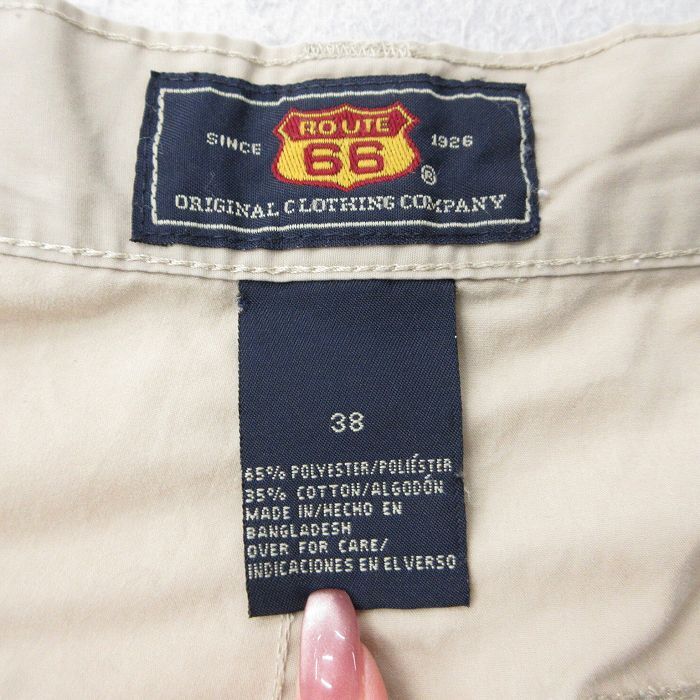 ROUTE
SINCE 66 1926
®
ORIGINAL CLOTHING COMPANY
38
65% POLYESTER/POLIÉSTER
35% COTTON/ALGODÓN
MADE IN/HECHO EN
BANGLADESH
OVER FOR CARE/
INDICACIONES EN EL VERSO